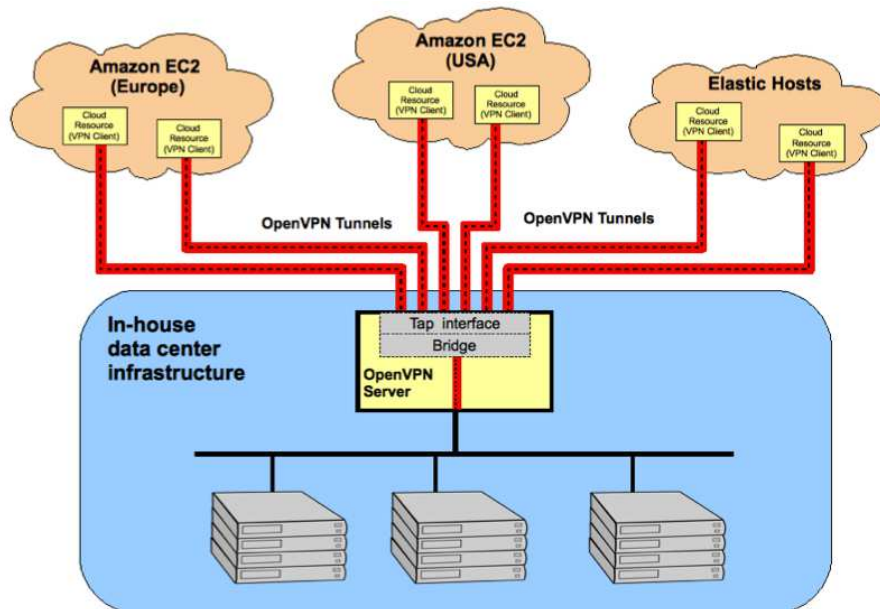 Amazon EC2
(Europe)
Cloud
Resource
(VPN Client)
Cloud
Resource
(VPN Client)
Amazon EC2
(USA)
Cloud
Resource
(VPN Client)
Cloud
Resource
(VPN Client)
Elastic Hosts
Cloud
Resource
(VPN Client)
Cloud
Resource
(VPN Client)
OpenVPN Tunnels
OpenVPN Tunnels
In-house
data center
infrastructure
Tap interface
Bridge
OpenVPN
Server